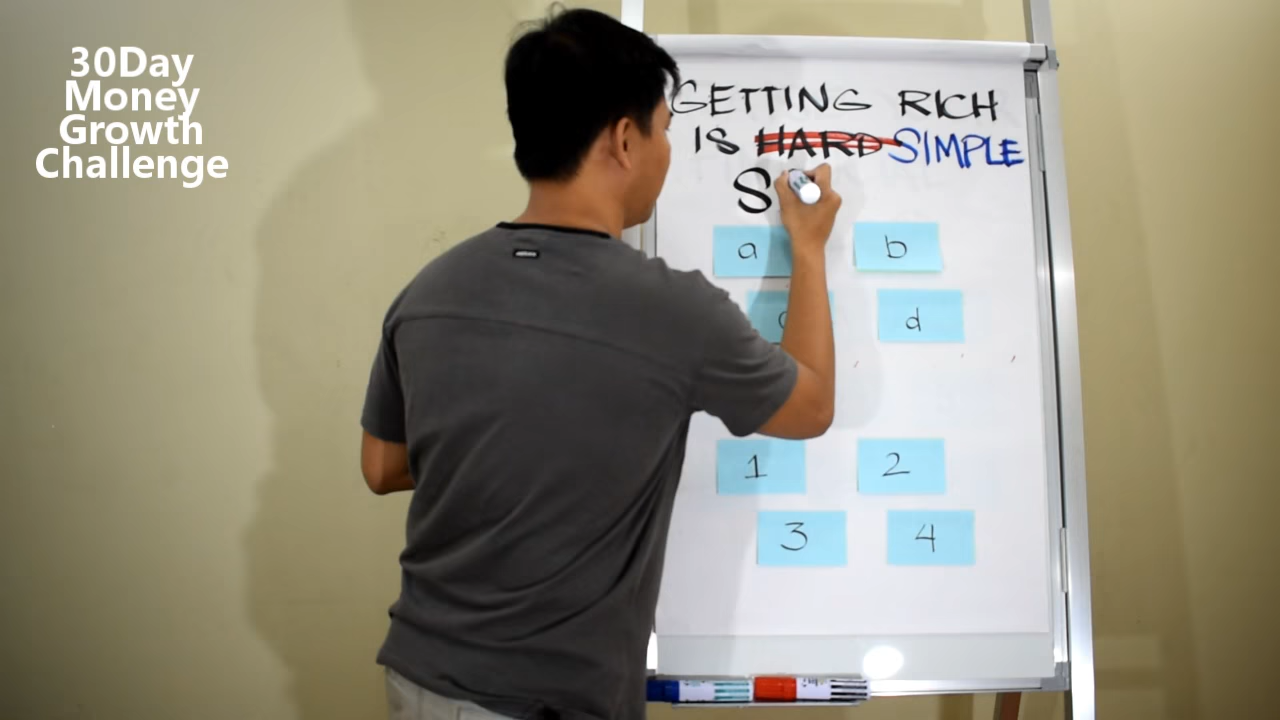 30Day
Money
Growth
Challenge
GETTING RICH
IS HARD SIMPLE
S
a
b
d
1
2
3
4